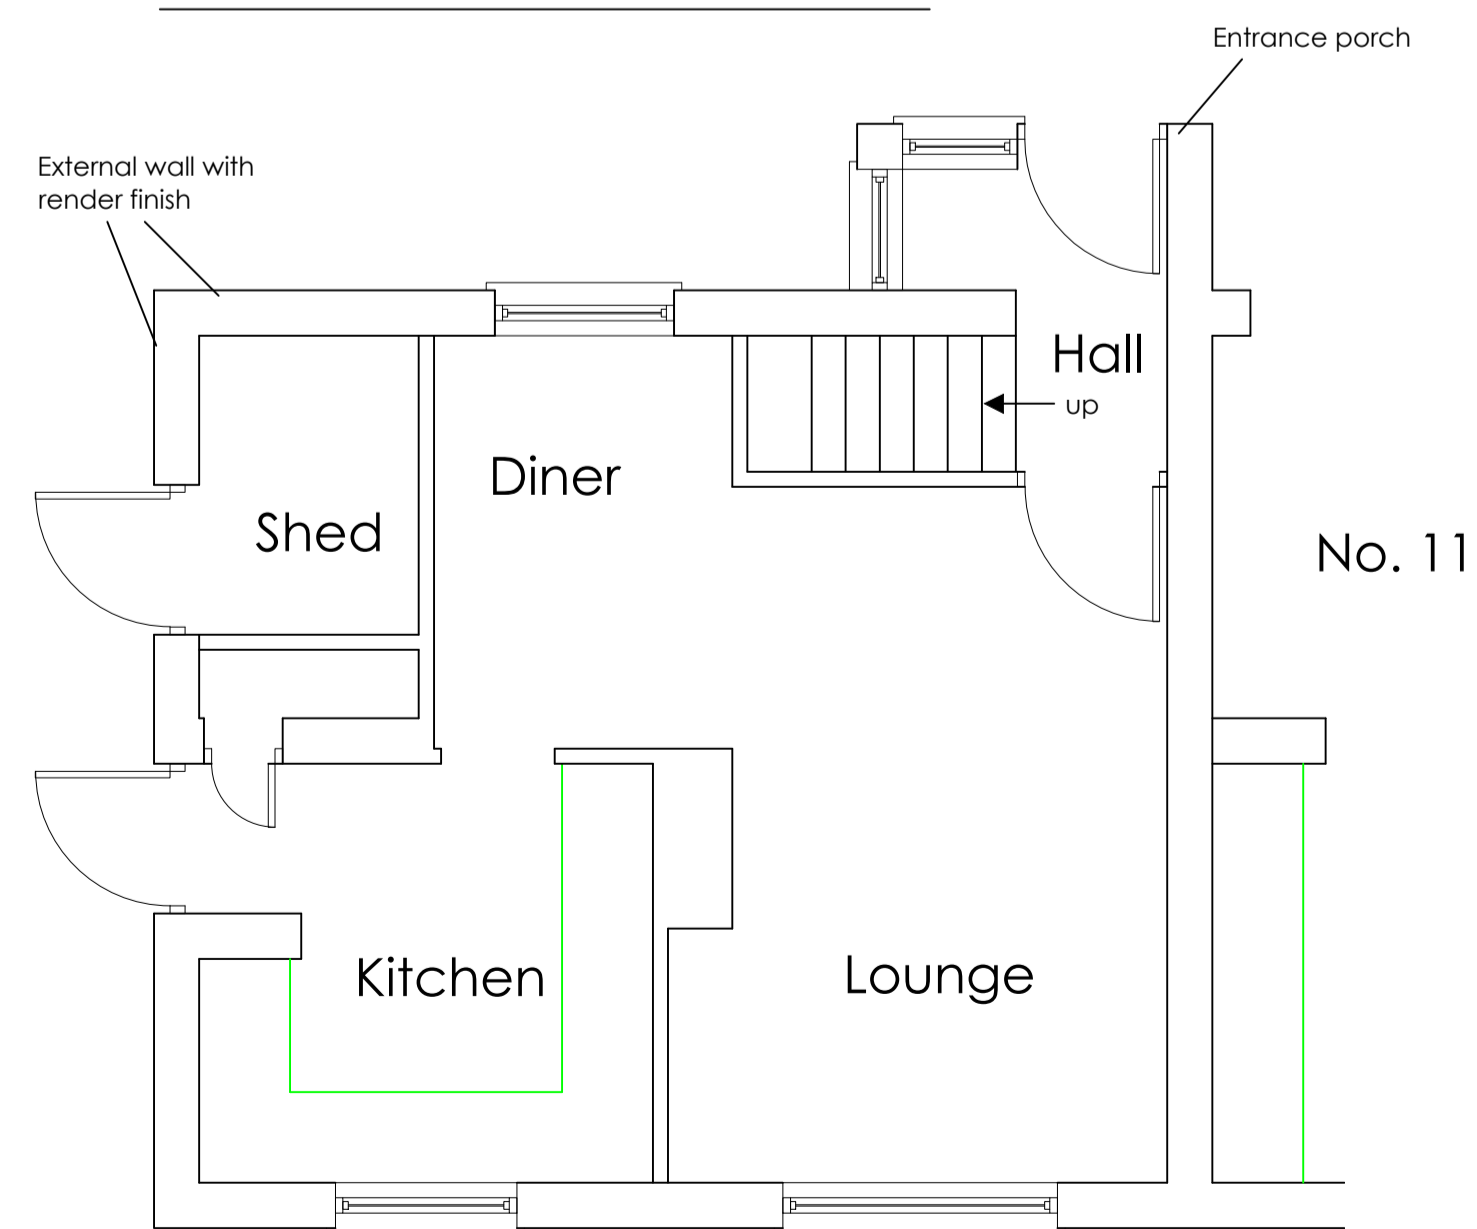 Entrance porch
External wall with
render finish
Hall
up
Diner
Shed
No. 11
Kitchen
Lounge